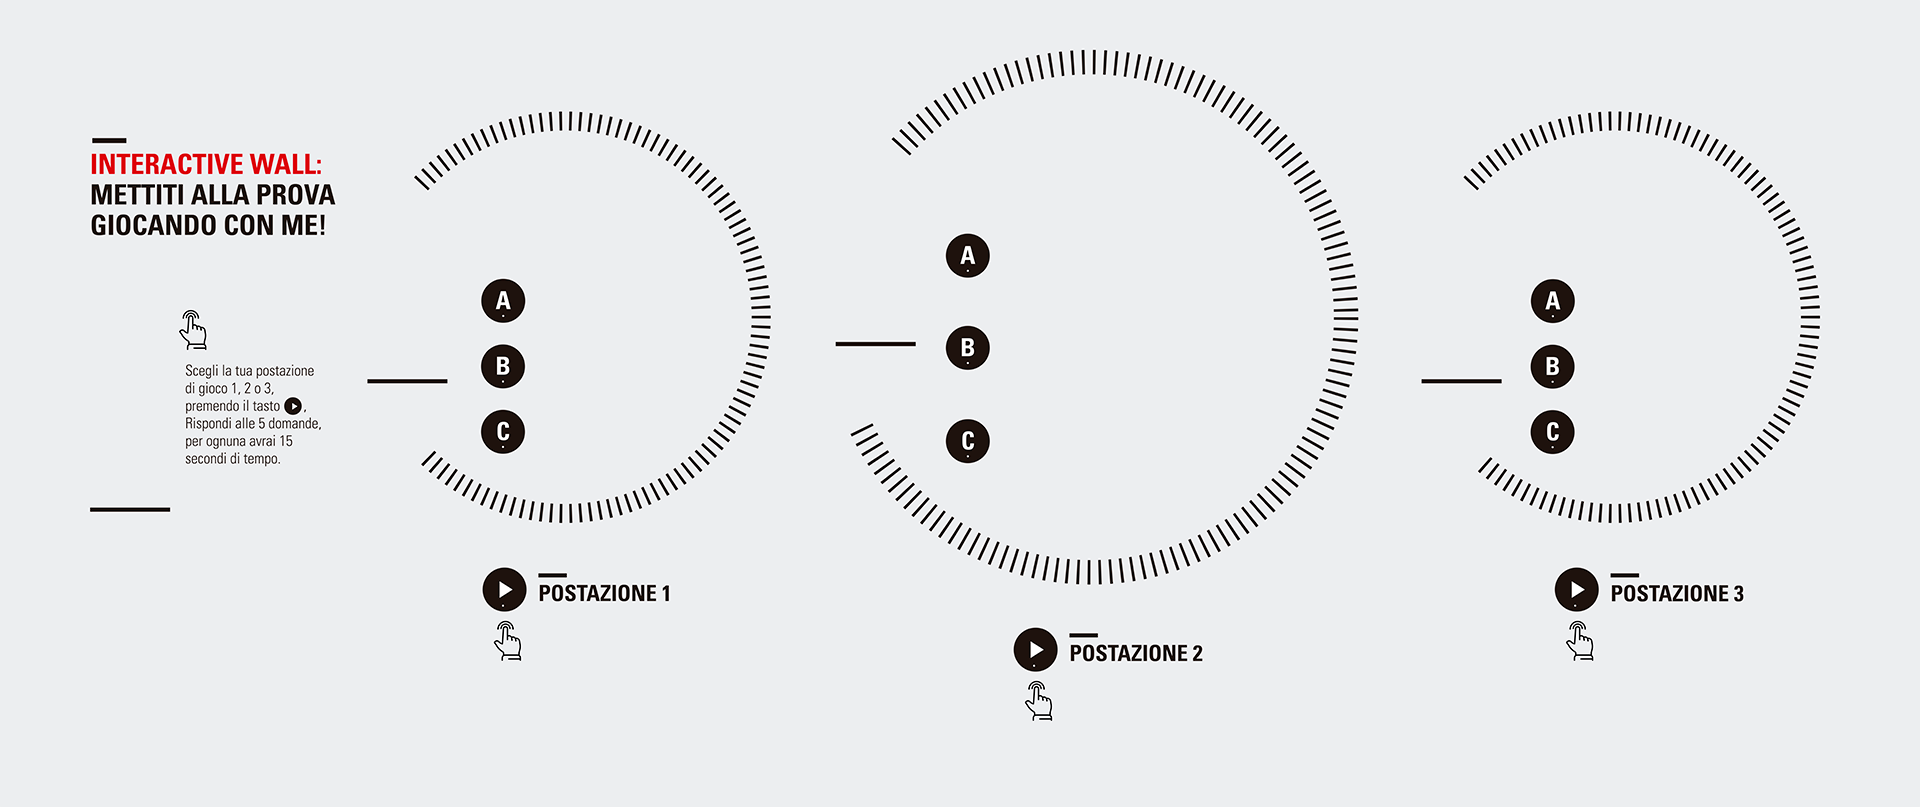 INTERACTIVE WALL:
METTITI ALLA PROVA
GIOCANDO CON ME!
Scegli la tua postazione
di gioco 1, 2 o 3,
premendo il tasto .
Rispondi alle 5 domande,
per ognuna avrai 15
secondi di tempo.
A
B
C
POSTAZIONE 1
A
B
C
POSTAZIONE 2
A
B
C
POSTAZIONE 3